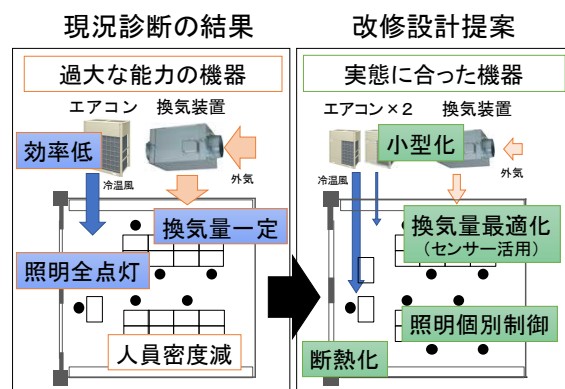 現況診断の結果
過大な能力の機器
エアコン
換気装置
効率低
冷温風
外気
換気量一定
照明全点灯
人員密度減
改修設計提案
実態に合った機器
エアコン×2
換気装置
小型化
冷温風
外気
換気量最適化
（センサー活用）
照明個別制御
断熱化